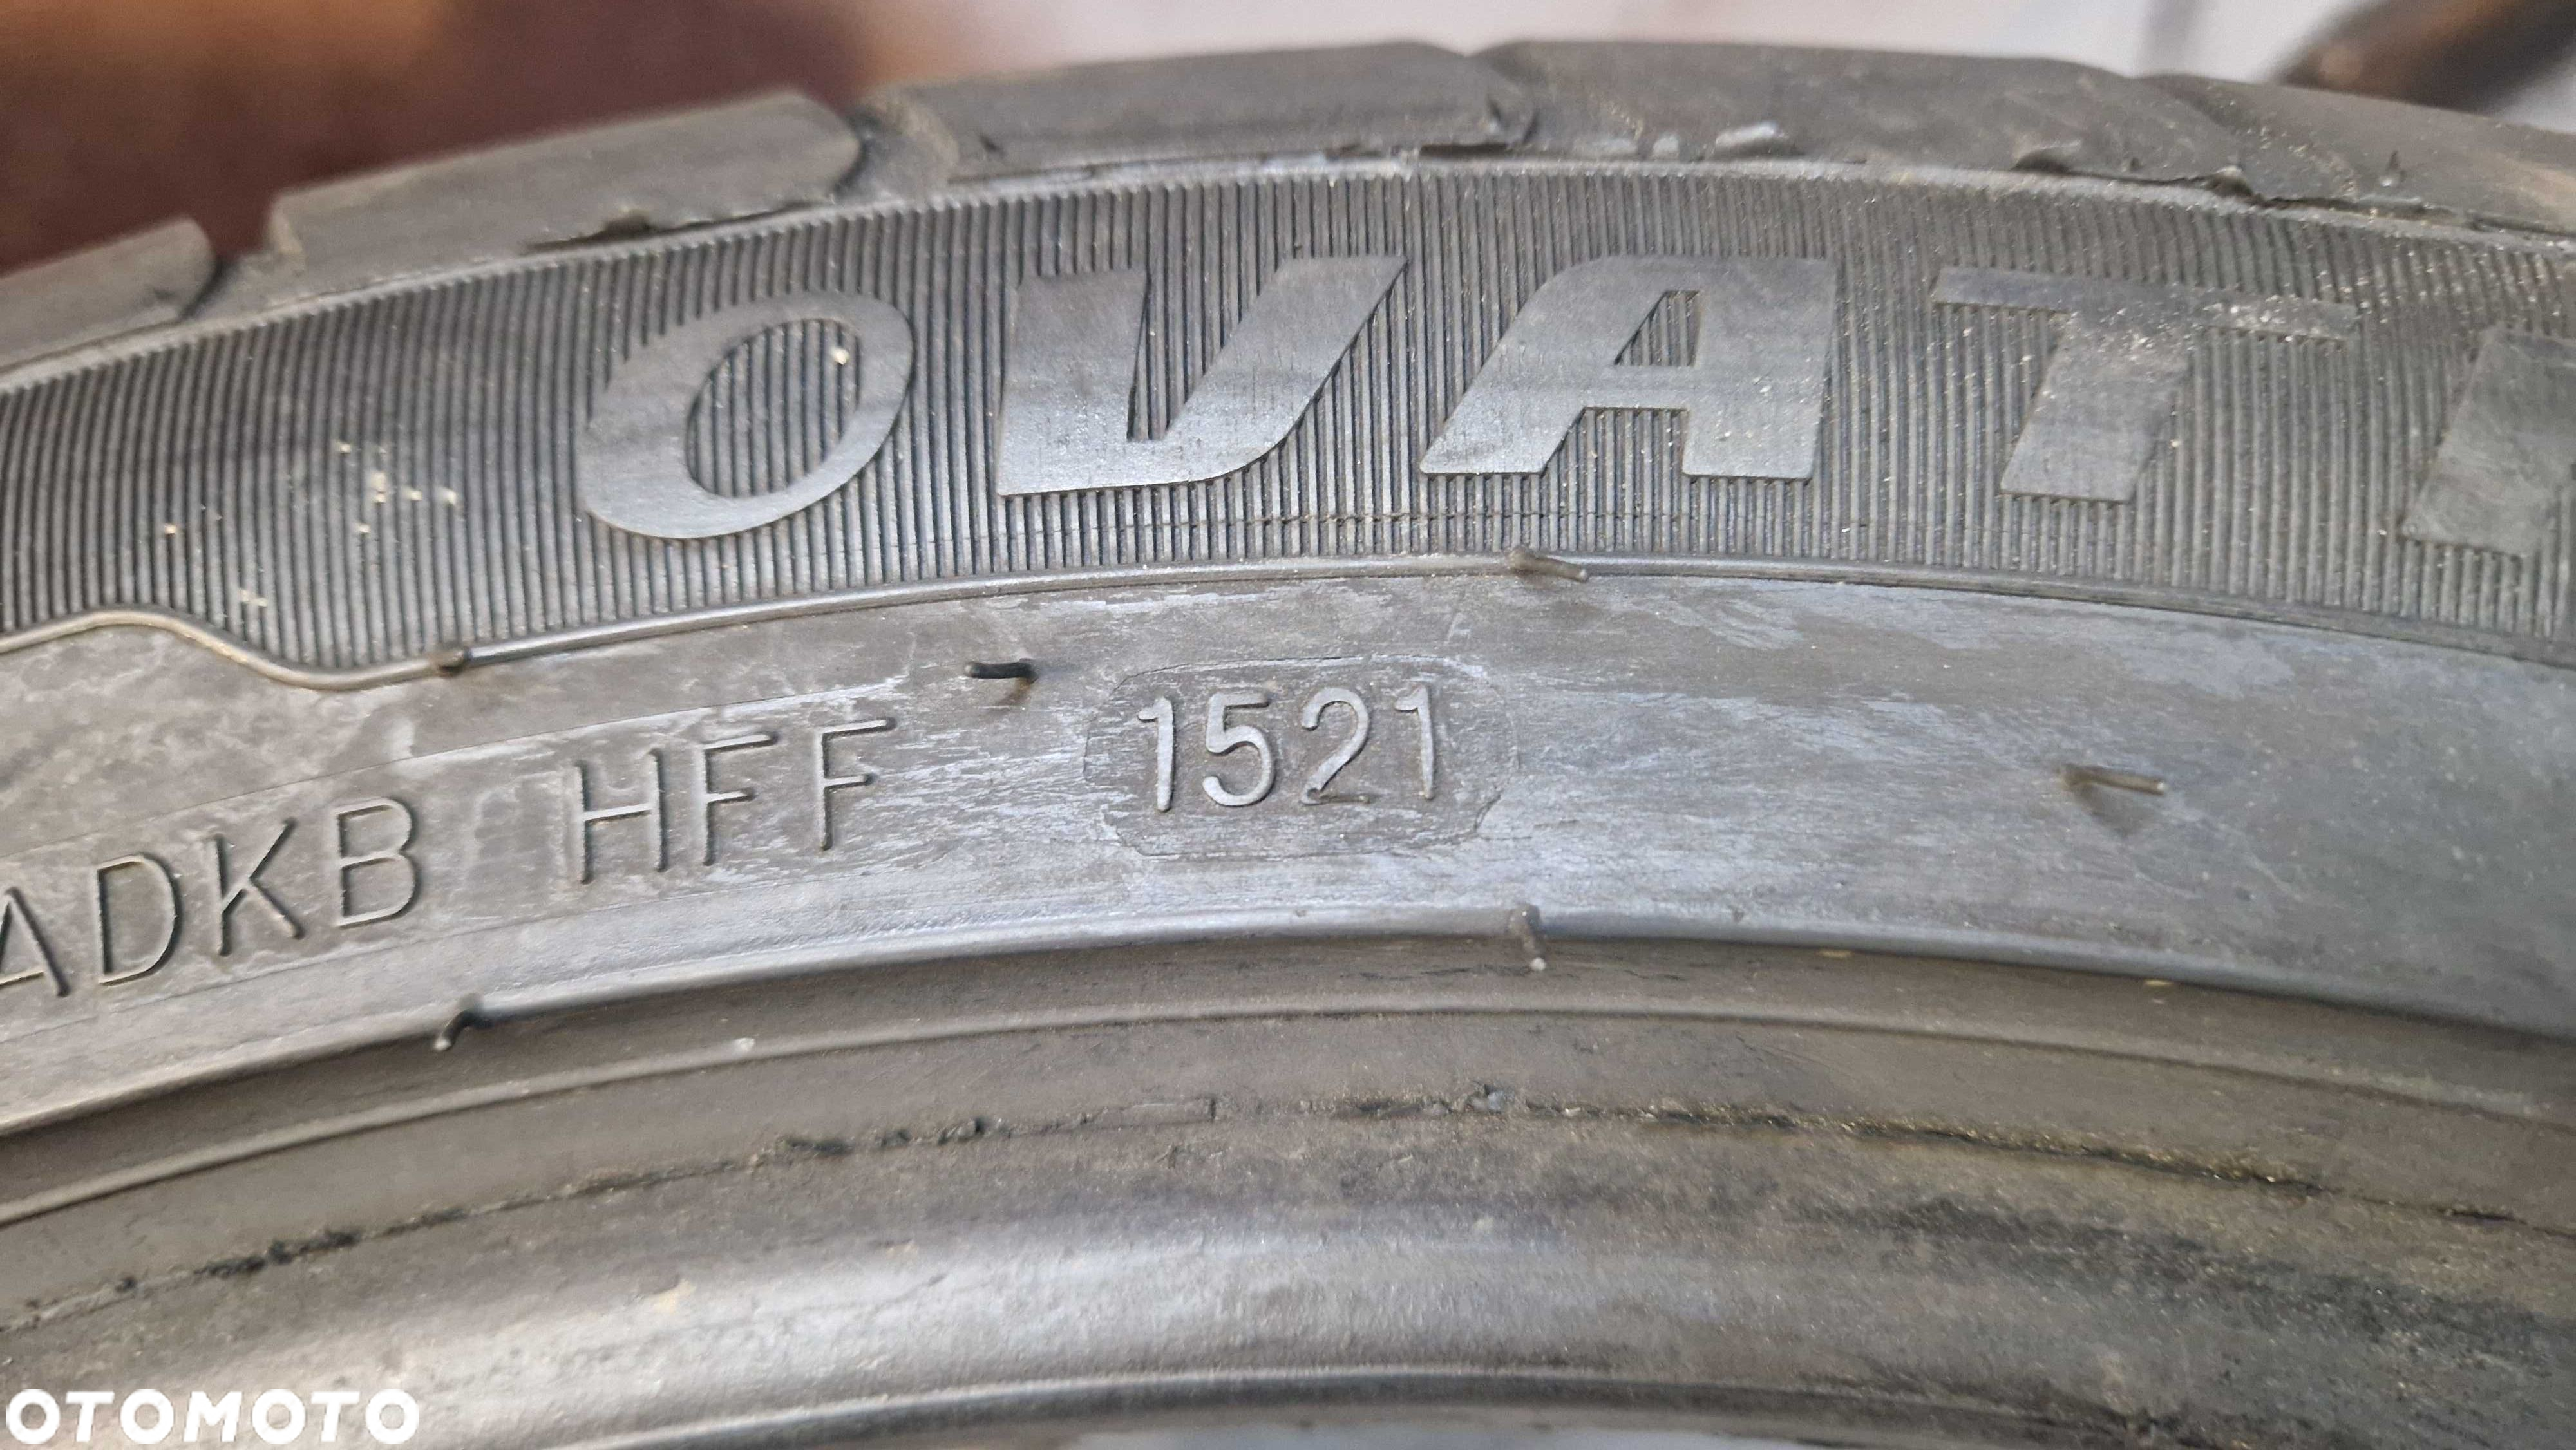 OVAT
ADKB HFF 1521
OTOMOTO